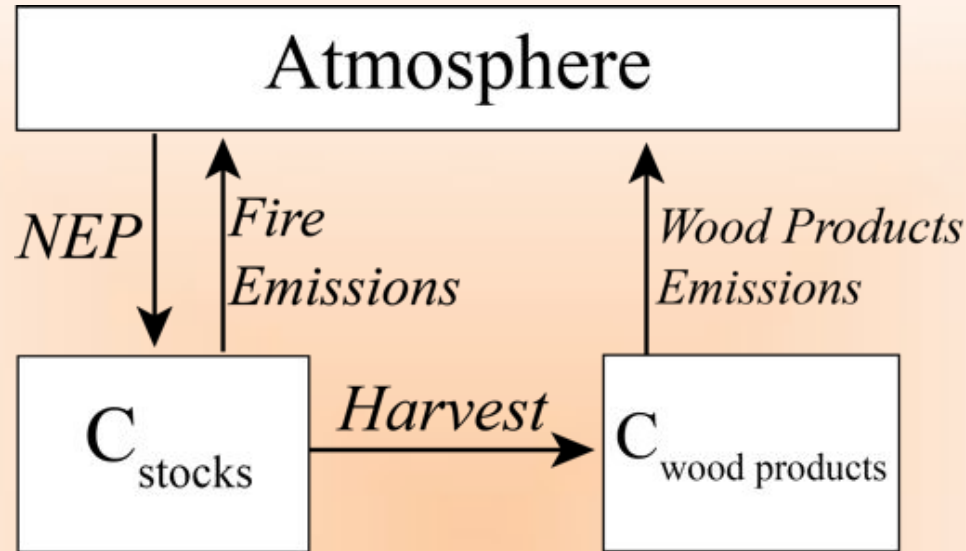 Atmosphere
NEP
Fire
Emissions
Wood Products
Emissions
C stocks
Harvest
C wood products